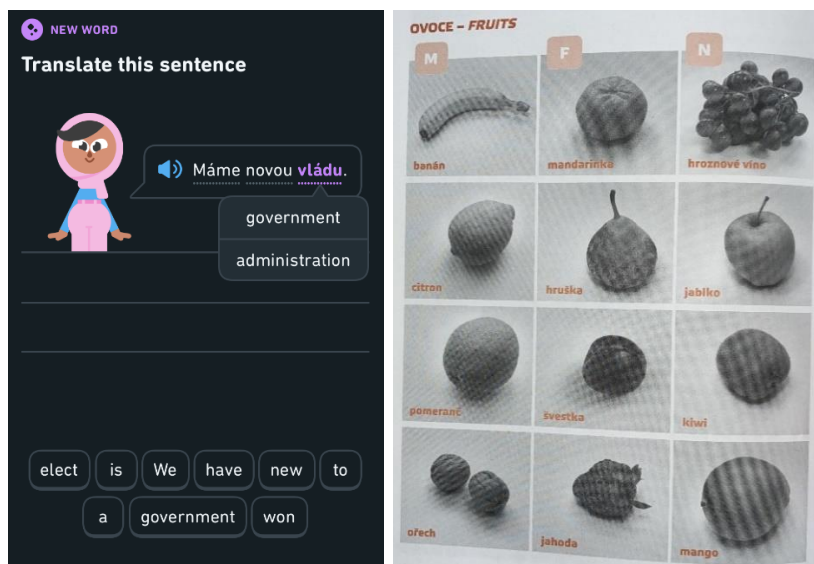 NEW WORD
Translate this sentence
Máme novou vládu.
government
administration
elect is We have new to
a government won
OVOCE – FRUITS
M F N
banán mandarinka hroznové víno
citron hruška jablko
pomeranč švestka kiwi
ořech jahoda mango